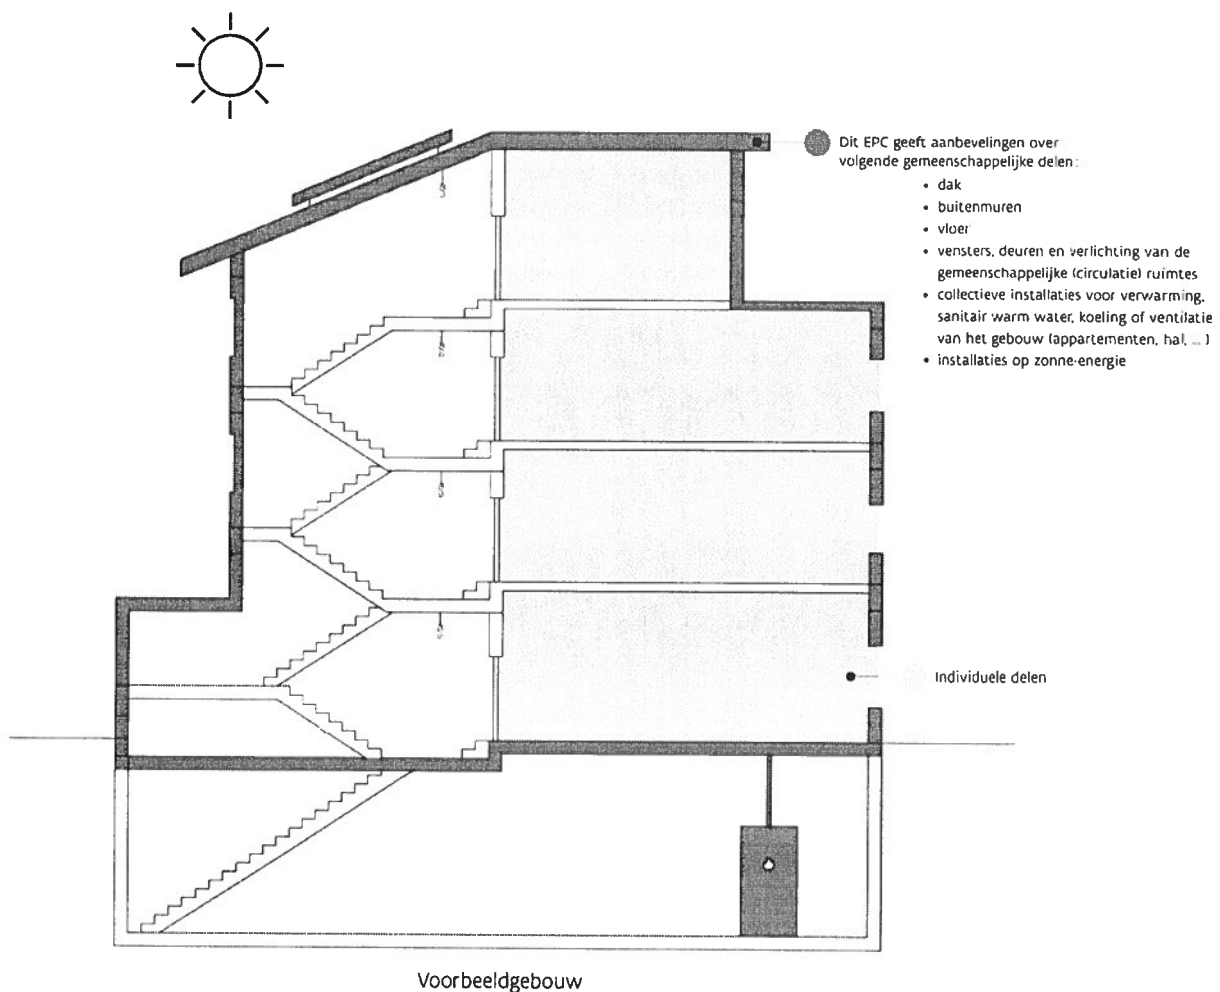 Dit EPC geeft aanbevelingen over
volgende gemeenschappelijke delen:
• dak
• buitenmuren
• vloer
• vensters, deuren en verlichting van de
gemeenschappelijke (circulatie) ruimtes
• collectieve installaties voor verwarming,
sanitair warm water, koeling of ventilatie
van het gebouw (appartementen, hal, ... )
• installaties op zonne-energie
Individuele delen
Voorbeeldgebouw